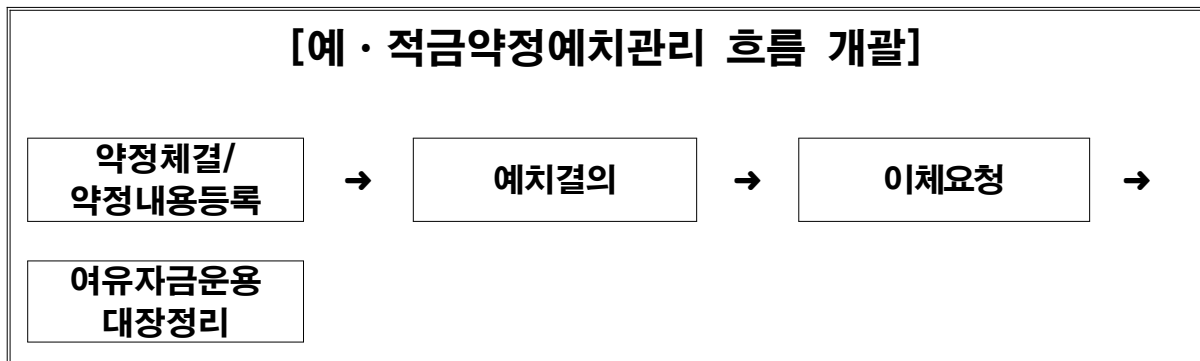 [예ㆍ적금약정예치관리 흐름 개괄]
약정체결/
약정내용등록
➜
예치결의
➜
이체요청
➜
여유자금운용
대장정리